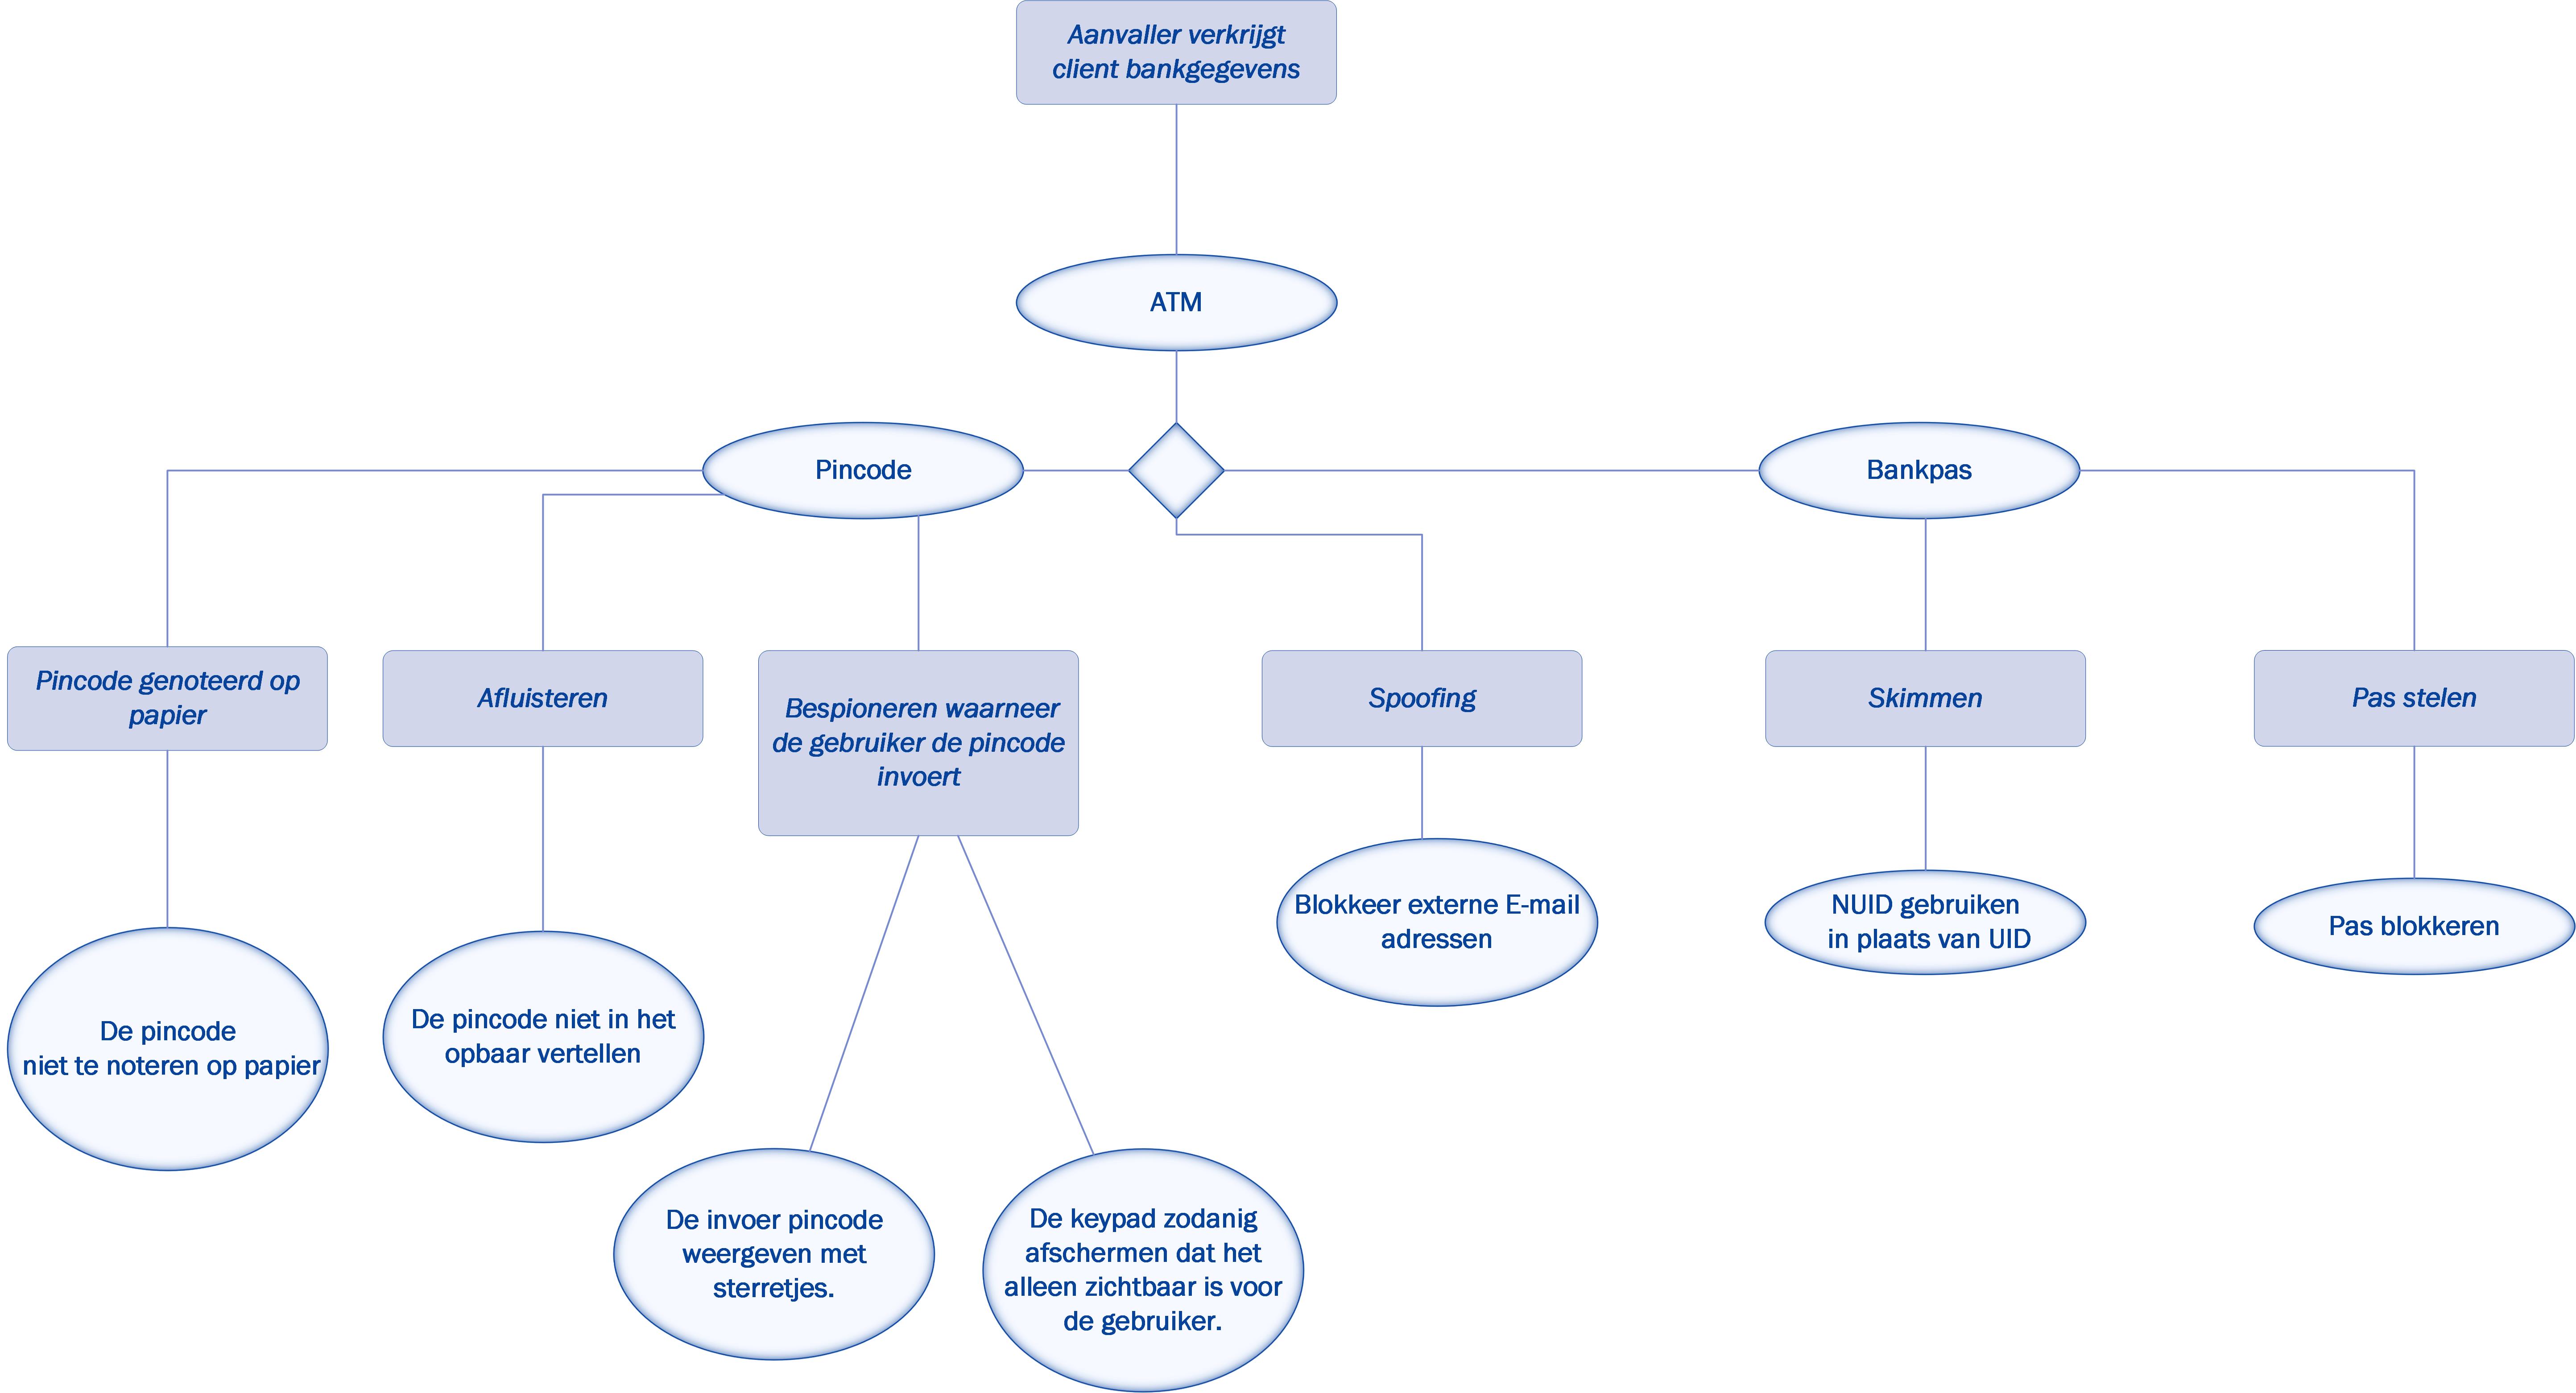 Aanvaller verkrijgt
client bankgegevens
ATM
Pincode
Bankpas
Pincode genoteerd op
papier
Afluisteren
Bespioneren waarneer
de gebruiker de pincode
invoert
Spoofing
Skimmen
Pas stelen
De pincode
niet te noteren op papier
De pincode niet in het
opbaar vertellen
De invoer pincode
weergeven met
sterretjes.
De keypad zodanig
afschermen dat het
alleen zichtbaar is voor
de gebruiker.
Blokkeer externe E-mail
adressen
NUID gebruiken
in plaats van UID
Pas blokkeren